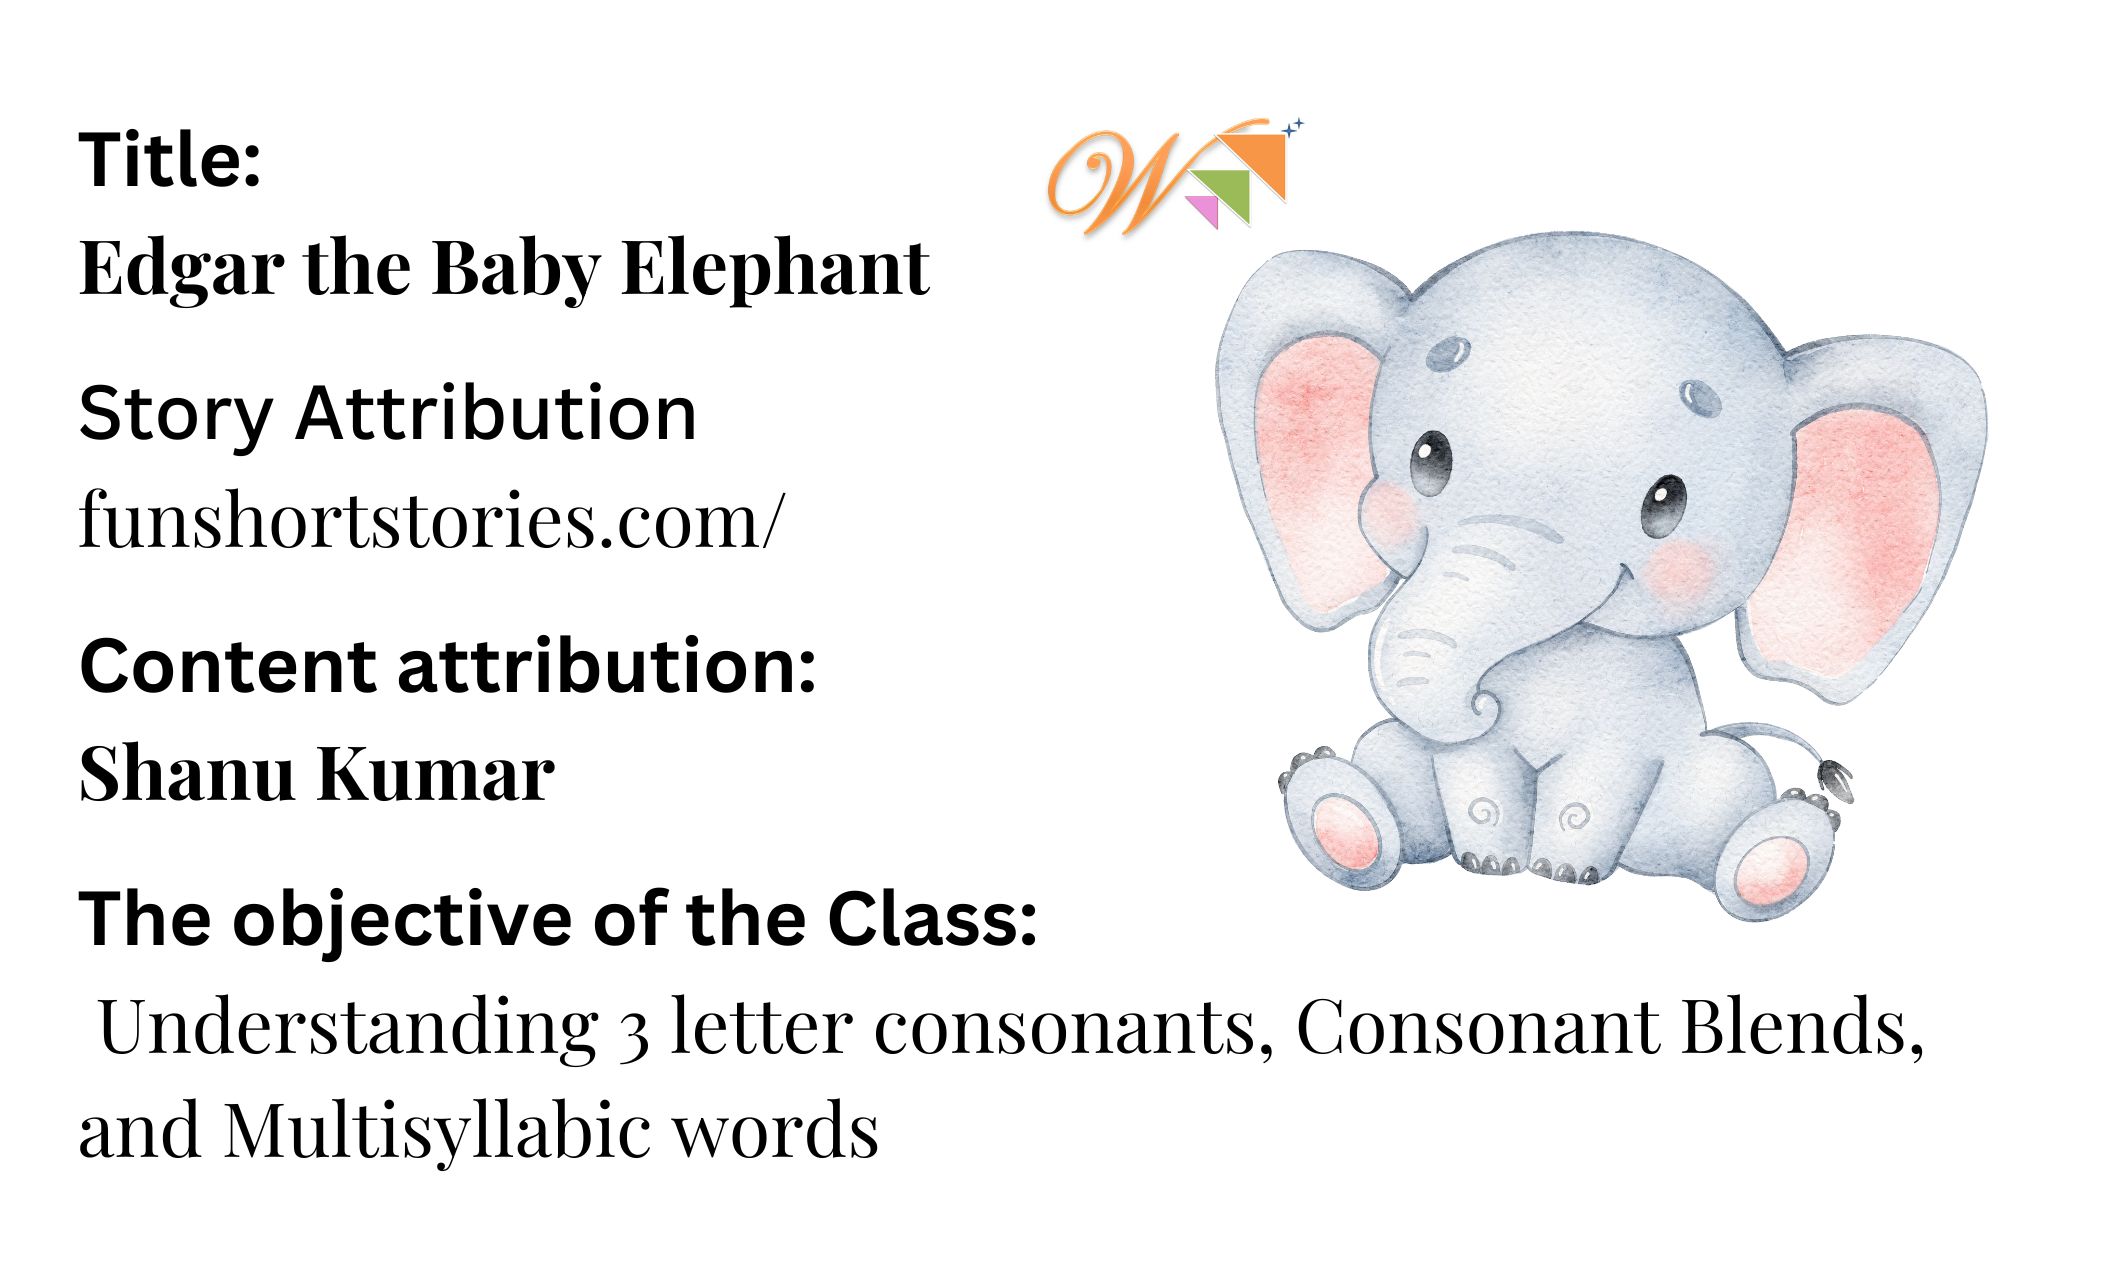 Title:
Edgar the Baby Elephant
Story Attribution
funshortstories.com/
Content attribution:
Shanu Kumar
The objective of the Class:
Understanding 3 letter consonants, Consonant Blends,
and Multisyllabic words
W